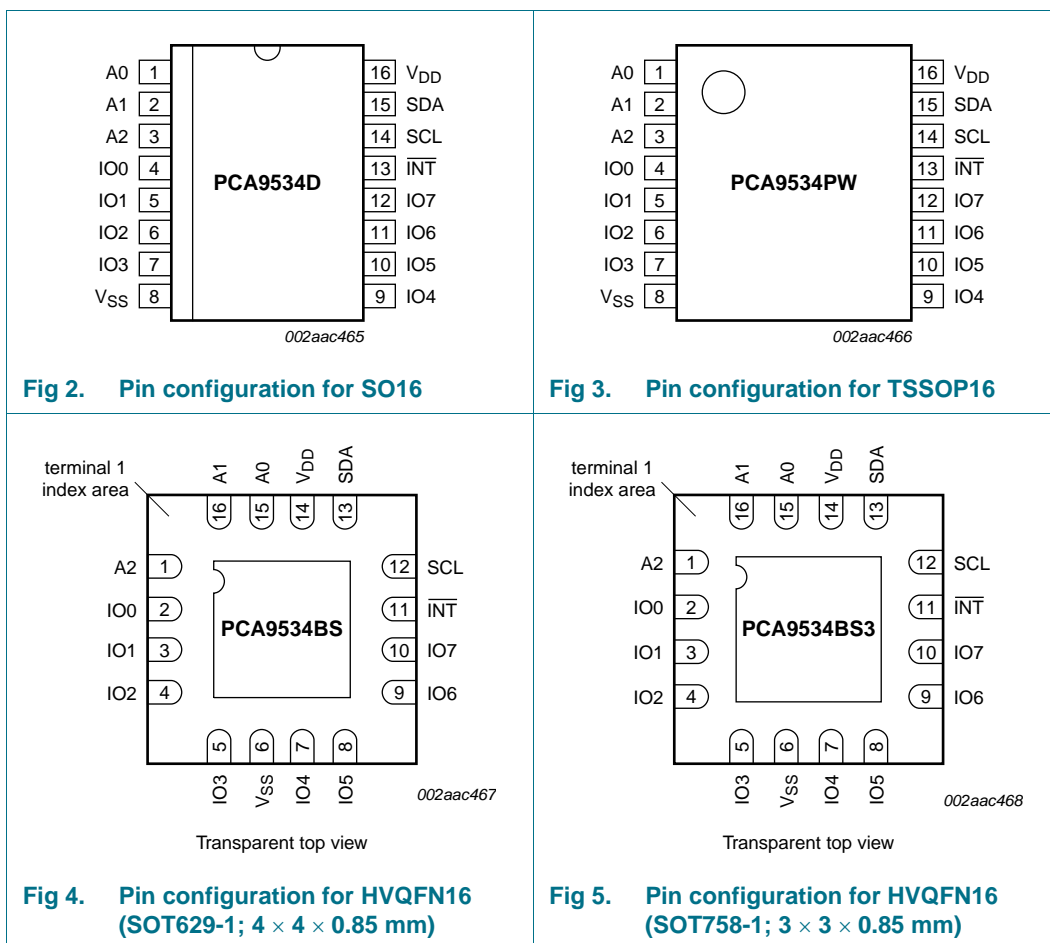 A0 1 16 VDD
A1 2 15 SDA
A2 3 14 SCL
IO0 4 13 INT
IO1 5 PCA9534D 12 IO7
IO2 6 11 IO6
IO3 7 10 IO5
VSS 8 9 IO4
002aac465
Fig 2. Pin configuration for SO16
A0 1 16 VDD
A1 2 15 SDA
A2 3 14 SCL
IO0 4 13 INT
IO1 5 PCA9534PW 12 IO7
IO2 6 11 IO6
IO3 7 10 IO5
VSS 8 9 IO4
002aac466
Fig 3. Pin configuration for TSSOP16
terminal 1
index area
A1 A0 VDD SDA
16 15 14 13
A2 1 12 SCL
IO0 2 11 INT
PCA9534BS
IO1 3 10 IO7
IO2 4 9 IO6
5 6 7 8
IO3 VSS IO4 IO5
002aac467
Transparent top view
Fig 4. Pin configuration for HVQFN16
(SOT629-1; 4 × 4 × 0.85 mm)
terminal 1
index area
A1 A0 VDD SDA
16 15 14 13
A2 1 12 SCL
IO0 2 11 INT
PCA9534BS3
IO1 3 10 IO7
IO2 4 9 IO6
5 6 7 8
IO3 VSS IO4 IO5
002aac468
Transparent top view
Fig 5. Pin configuration for HVQFN16
(SOT758-1; 3 × 3 × 0.85 mm)